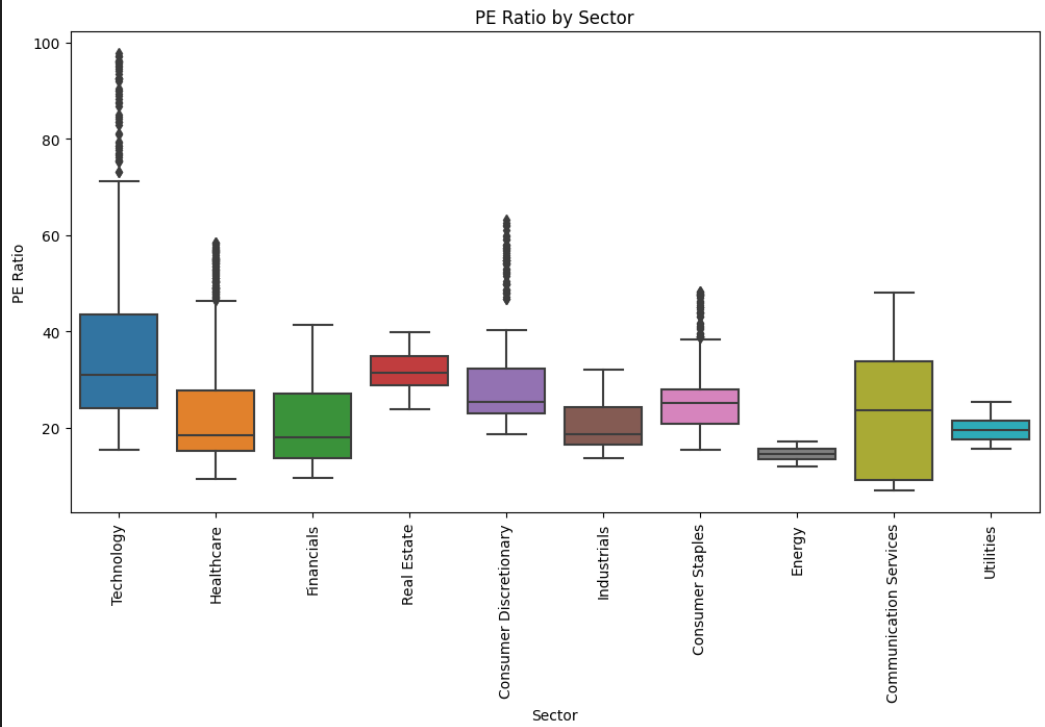 PE Ratio by Sector
100
80
60
40
20
PE Ratio
Technology
Healthcare
Financials
Real Estate
Consumer Discretionary
Industrials
Consumer Staples
Energy
Communication Services
Utilities
Sector